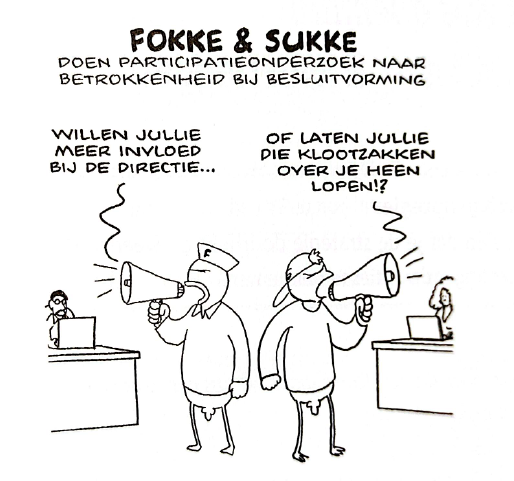 FOKKE & SUKKE
DOEN PARTICIPATIEONDERZOEK NAAR
BETROKKENHEID BIJ BESLUITVORMING
WILLEN JULLIE
MEER INVLOED
BIJ DE DIRECTIE...
OF LATEN JULLIE
DIE KLOOTZAKKEN
OVER JE HEEN
LOPEN!?
F